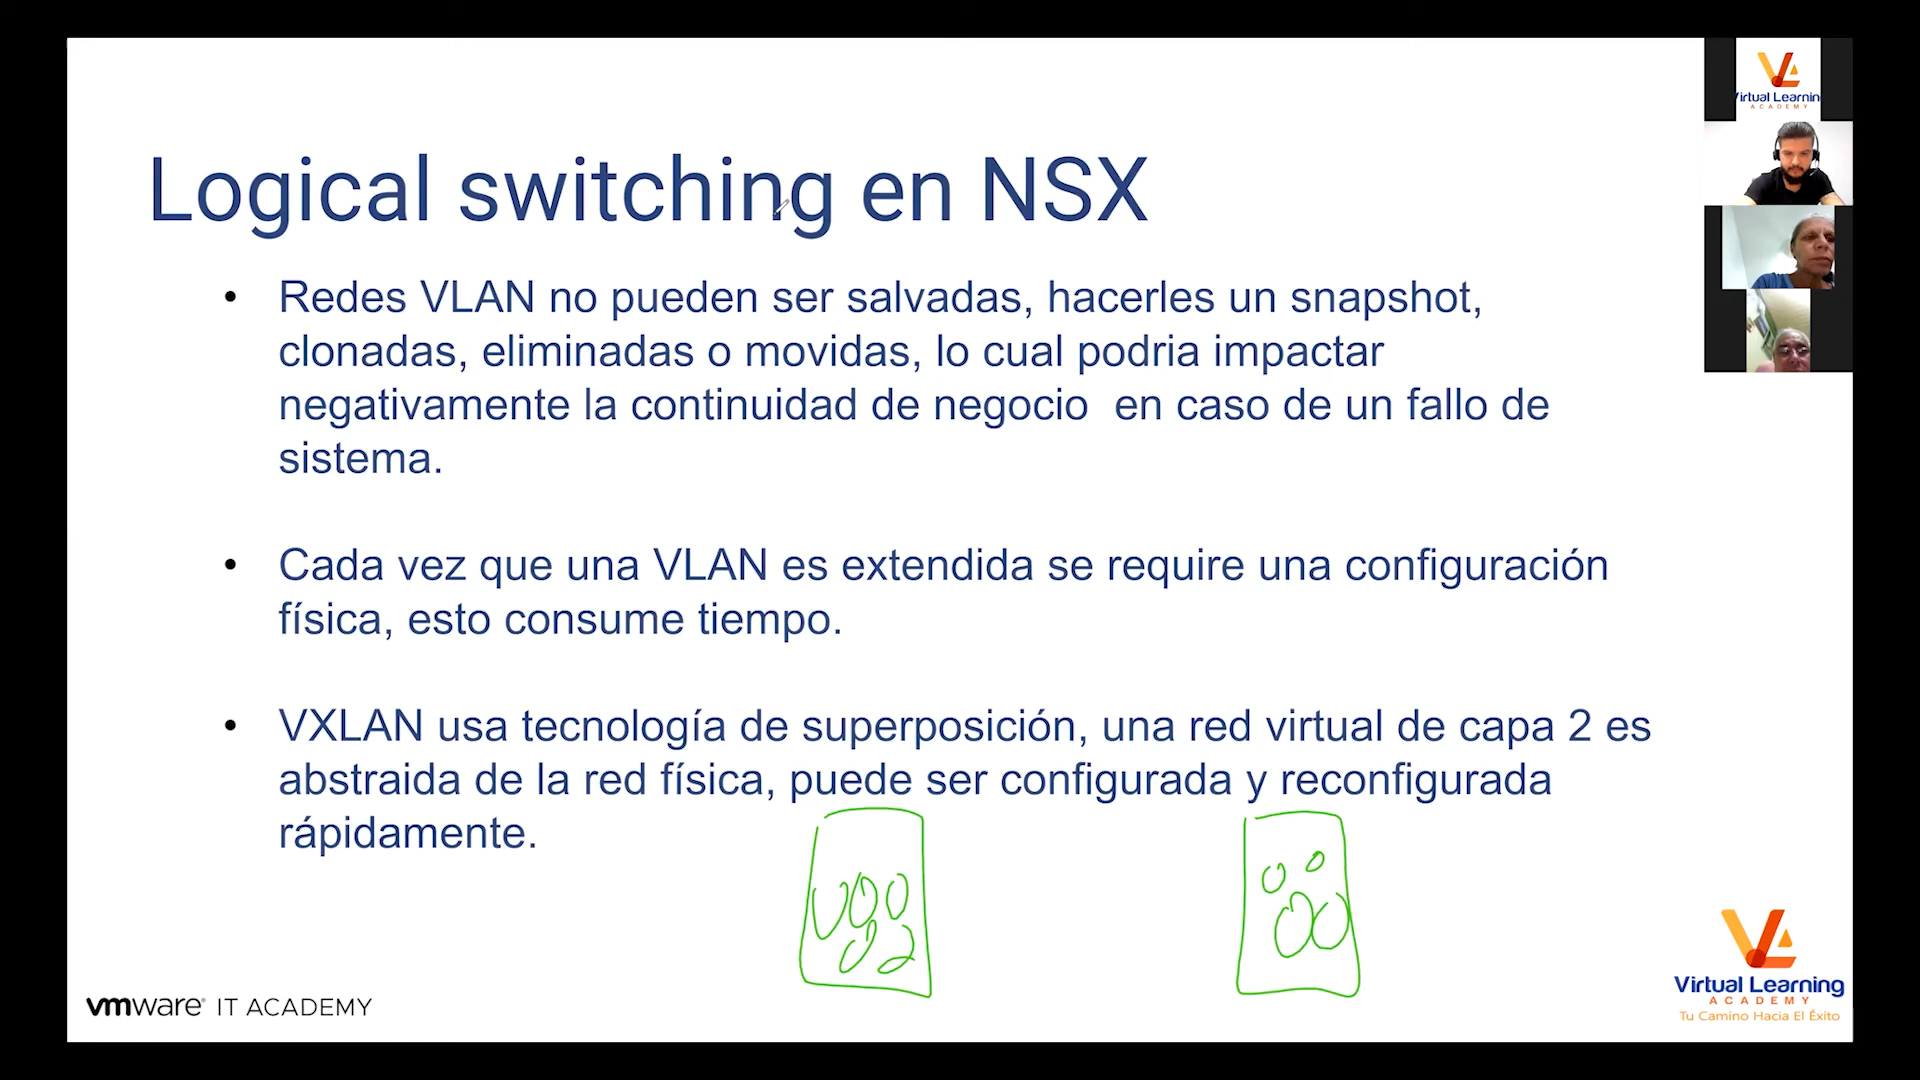 Logical switching en NSX
• Redes VLAN no pueden ser salvadas, hacerles un snapshot,
clonadas, eliminadas o movidas, lo cual podria impactar
negativamente la continuidad de negocio  en caso de un fallo de
sistema.
• Cada vez que una VLAN es extendida se require una configuración
física, esto consume tiempo.
• VXLAN usa tecnología de superposición, una red virtual de capa 2 es
abstraida de la red física, puede ser configurada y reconfigurada
rápidamente.
vmware® IT ACADEMY
Virtual Learning
ACADEMY
Tu Camino Hacia El Éxito
Virtual Learnin
ACADEMY